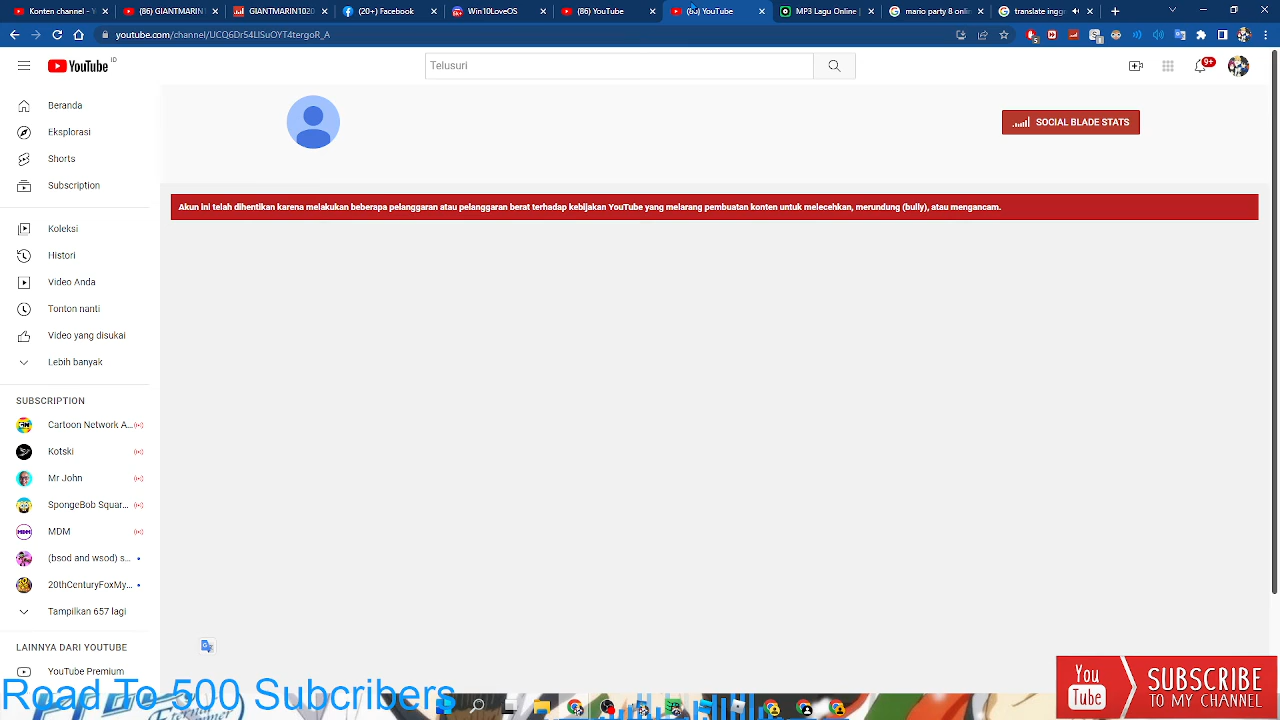 Konten channel - Y
(86) GIANTMARIN
GIANTMARIN1020
(20+) Facebook
Win10LoveOS
(86) YouTube
YouTube
MP3 Lagu Online |
mario party 8 onlin
translate inggr
youtube.com/channel/UCQ6Dr54LlSuOYT4tergoR_A
YouTube ID
Telusuri
9+
Beranda
Eksplorasi
Shorts
Subscription
SOCIAL BLADE STATS
Akun ini telah dihentikan karena melakukan beberapa pelanggaran atau pelanggaran berat terhadap kebijakan YouTube yang melarang pembuatan konten untuk melecehkan, merundung (bully), atau mengancam.
Koleksi
Histori
Video Anda
Tonton nanti
Video yang disukai
Lebih banyak
SUBSCRIPTION
Cartoon Network A...
Kotski
Mr John
SpongeBob Squar...
MDM
(bsod and wsod) s...
20thCenturyFoxMy...
Tampilkan 657 lagi
LAINNYA DARI YOUTUBE
YouTube Premium
Road To 500 Subcribers
You Tube
SUBSCRIBE
TO MY CHANNEL